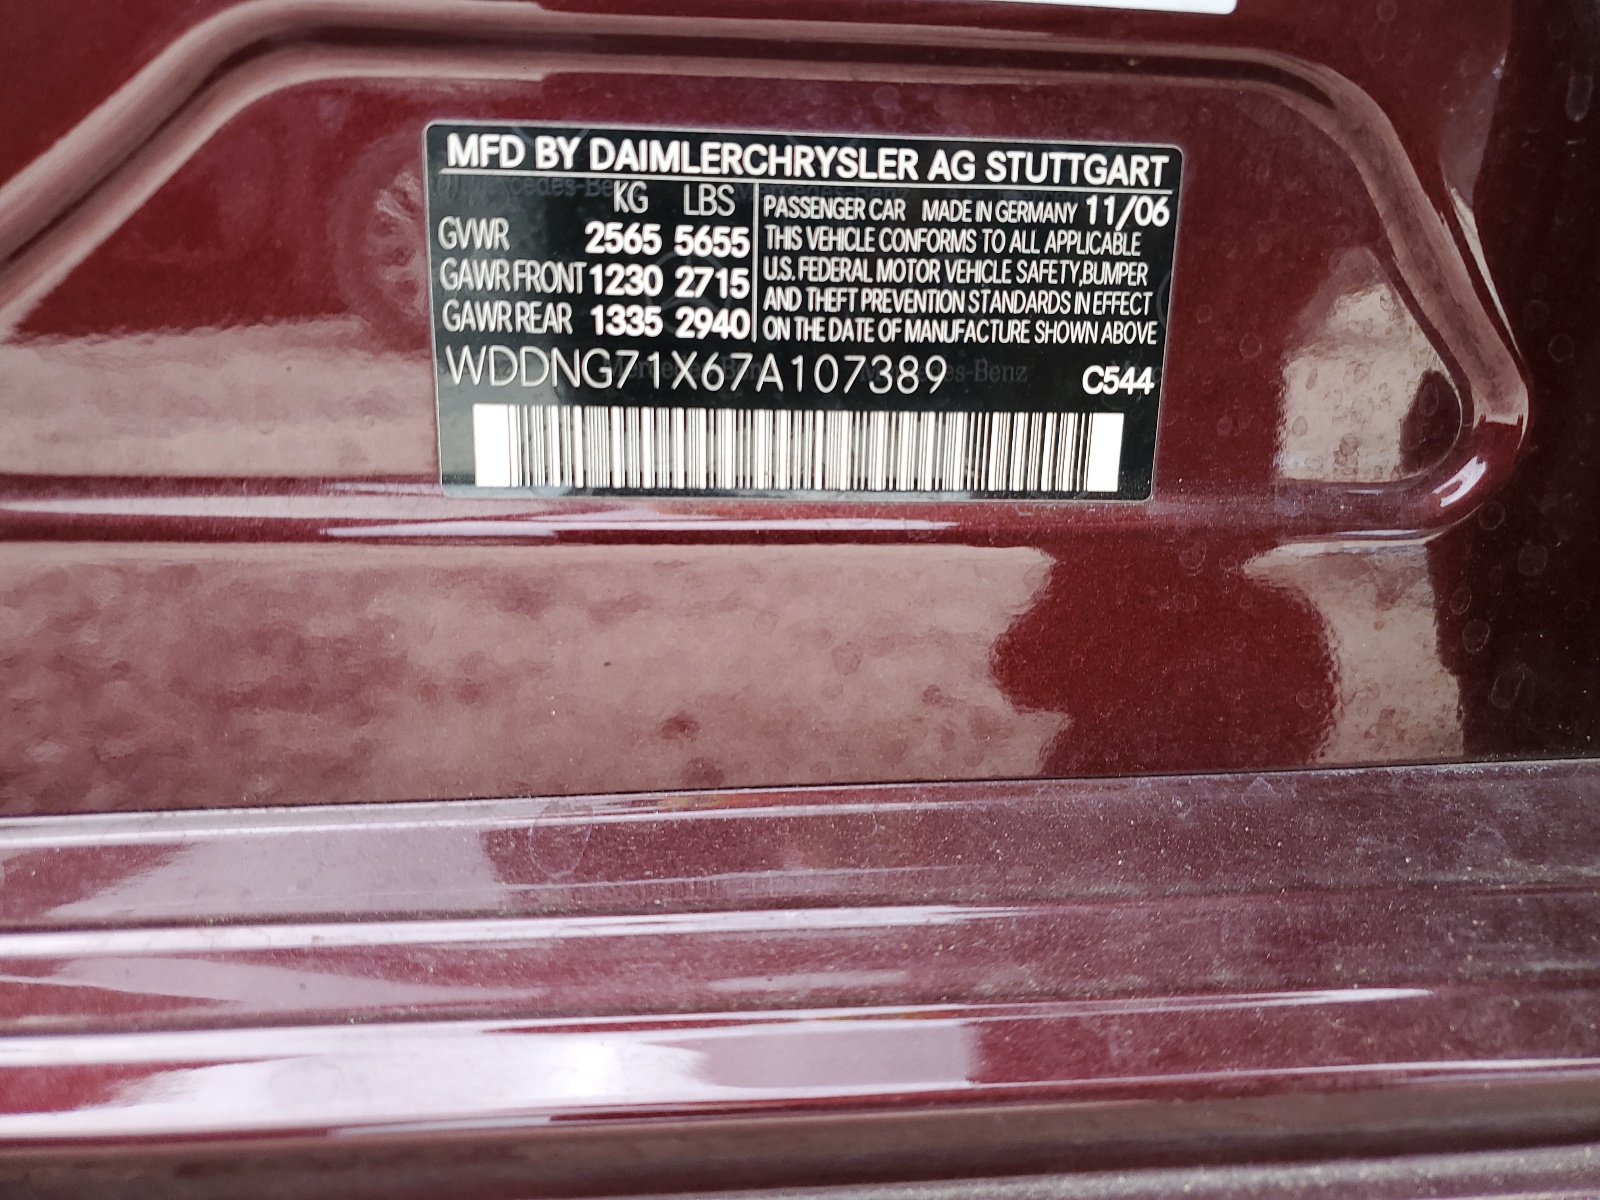 MFD BY DAIMLERCHRYSLER AG STUTTGART
KG LBS
GVWR 2565 5655
GAWR FRONT 1230 2715
GAWR REAR 1335 2940
PASSENGER CAR MADE IN GERMANY 11/06
THIS VEHICLE CONFORMS TO ALL APPLICABLE
U.S. FEDERAL MOTOR VEHICLE SAFETY,BUMPER
AND THEFT PREVENTION STANDARDS IN EFFECT
ON THE DATE OF MANUFACTURE SHOWN ABOVE
WDDNG71X67A107389 C544